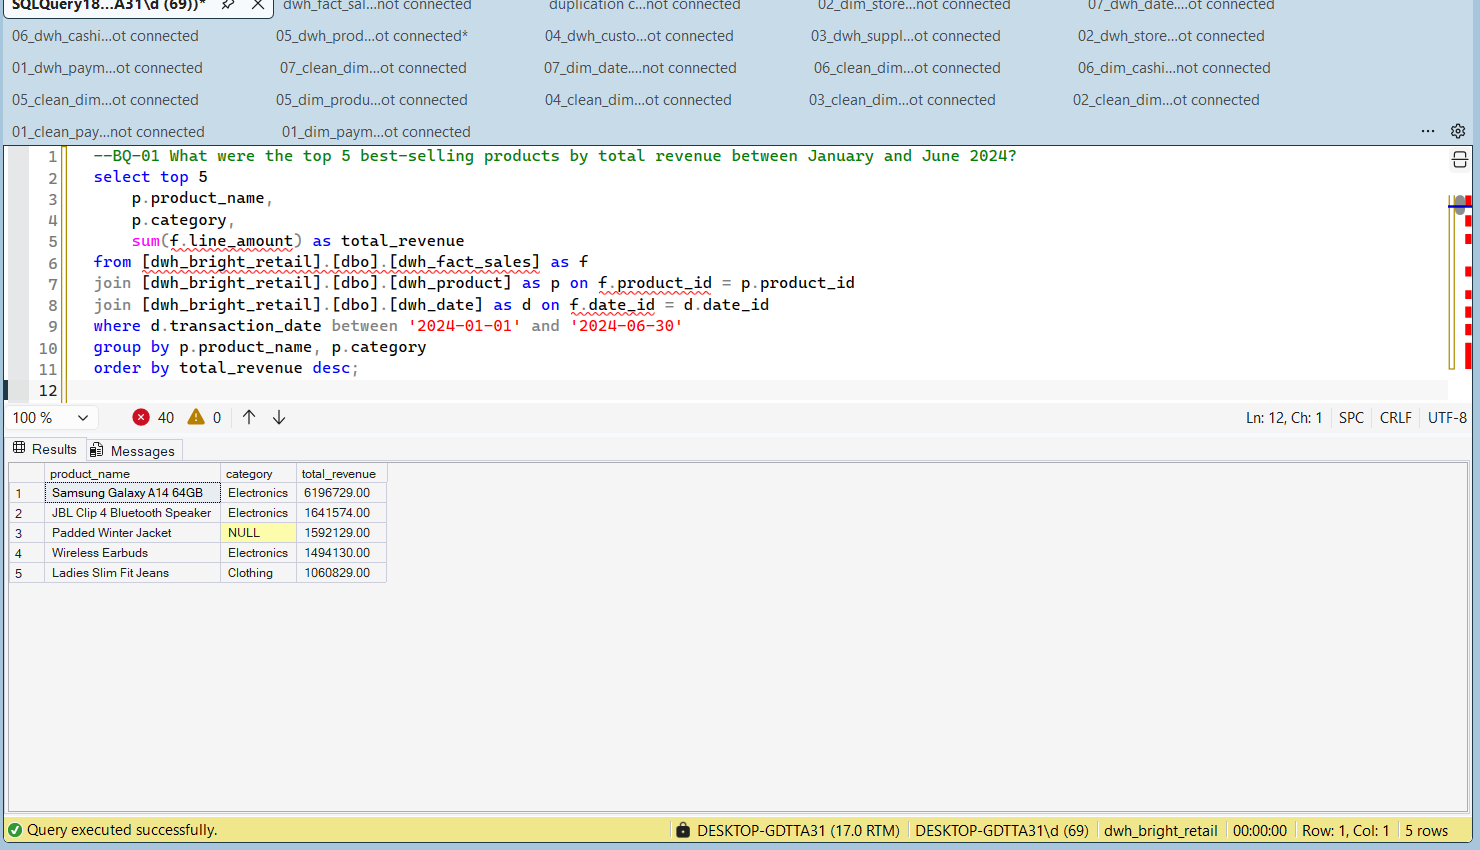 SQLQuery18...A31\d (69))* dwh_fact_sal...not connected duplication c...not connected 02_dim_store...nnected 07_dwh_date....ot connected
06_dwh_cashi...ot connected 05_dwh_prod...ot connected* 04_dwh_custo...ot connected 03_dwh_suppl...ot connected 02_dwh_store...ot connected
01_dwh_paym...ot connected 07_clean_dim...ot connected 07_dim_date....not connected 06_clean_dim...ot connected 06_dim_cashi...not connected
05_clean_dim...ot connected 05_dim_produ...ot connected 04_clean_dim...ot connected 03_clean_dim...ot connected 02_clean_dim...ot connected
01_clean_pay...not connected 01_dim_paym...ot connected
1 --BQ-01 What were the top 5 best-selling products by total revenue between January and June 2024?
2 select top 5
3 p.product_name,
4 p.category,
5 sum(f.line_amount) as total_revenue
6 from [dwh_bright_retail].[dbo].[dwh_fact_sales] as f
7 join [dwh_bright_retail].[dbo].[dwh_product] as p on f.product_id = p.product_id
8 join [dwh_bright_retail].[dbo].[dwh_date] as d on f.date_id = d.date_id
9 where d.transaction_date between '2024-01-01' and '2024-06-30'
10 group by p.product_name, p.category
11 order by total_revenue desc;
12
100 % 40 0 Ln: 12, Ch: 1 SPC CRLF UTF-8
Results Messages
product_name category total_revenue
1 Samsung Galaxy A14 64GB Electronics 6196729.00
2 JBL Clip 4 Bluetooth Speaker Electronics 1641574.00
3 Padded Winter Jacket NULL 1592129.00
4 Wireless Earbuds Electronics 1494130.00
5 Ladies Slim Fit Jeans Clothing 1060829.00
Query executed successfully. DESKTOP-GDTTA31 (17.0 RTM) DESKTOP-GDTTA31\d (69) dwh_bright_retail 00:00:00 Row: 1, Col: 1 5 rows